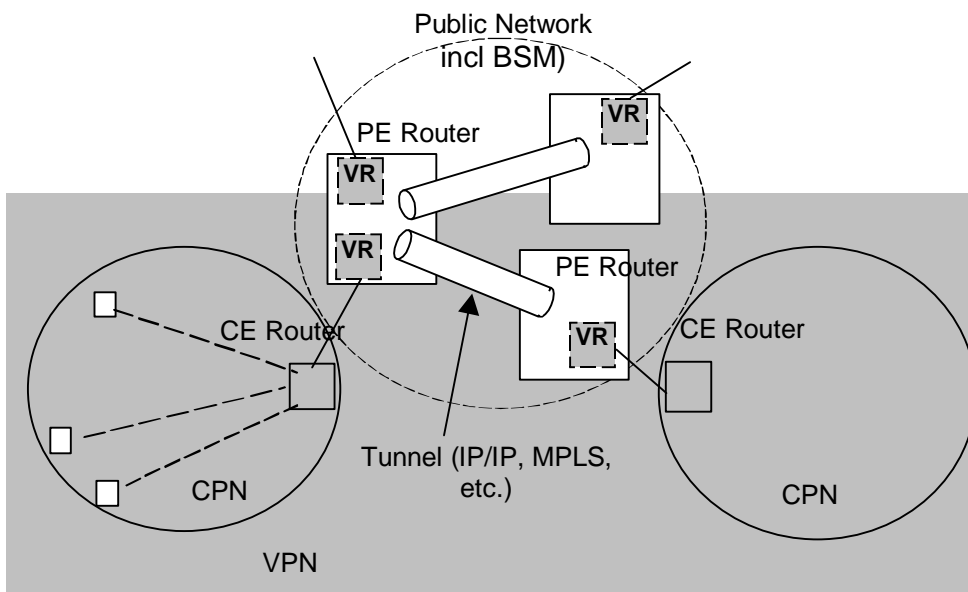 Public Network
incl BSM)
VR
PE Router
VR
VR
PE Router
VR
CE Router
CE Router
Tunnel (IP/IP, MPLS,
etc.)
CPN
CPN
VPN